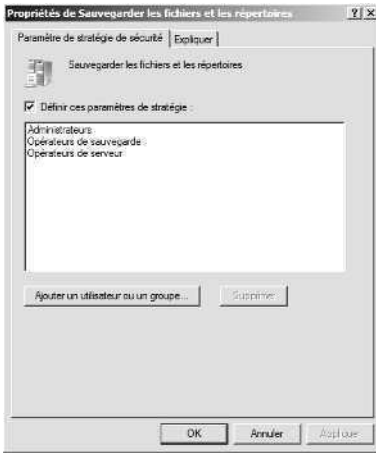 Propriétés de Sauvegarder les fichiers et les répertoires
Paramètre de stratégie de sécurité
Expliquer
Sauvegarder les fichiers et les répertoires
Définir ces paramètres de stratégie :
Administrateurs
Opérateurs de sauvegarde
Opérateurs de serveur
Ajouter un utilisateur ou un groupe...
Supprimer
OK
Annuler
Appliquer